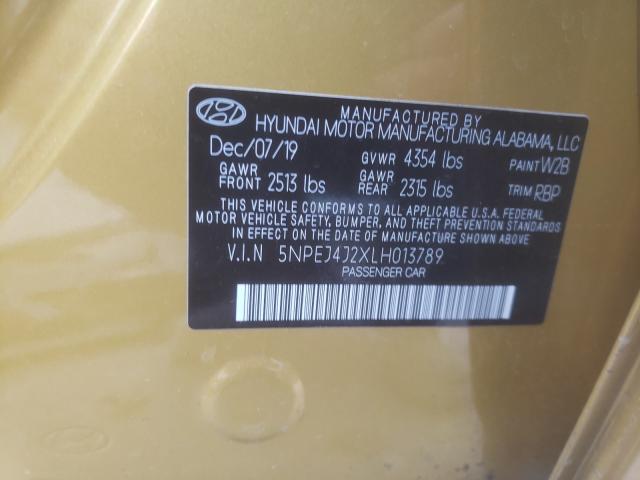 MANUFACTURED BY
HYUNDAI MOTOR MANUFACTURING ALABAMA, LLC
Dec/07/19 GVWR 4354 lbs PAINT W2B
GAWR FRONT 2513 lbs GAWR REAR 2315 lbs TRIM RBP
THIS VEHICLE CONFORMS TO ALL APPLICABLE U.S.A. FEDERAL
MOTOR VEHICLE SAFETY, BUMPER, AND THEFT PREVENTION
STANDARDS IN EFFECT ON THE DATE OF MANUFACTURE SHOWN ABOVE.
V.I.N 5NPEJ4J2XLH013789
PASSENGER CAR